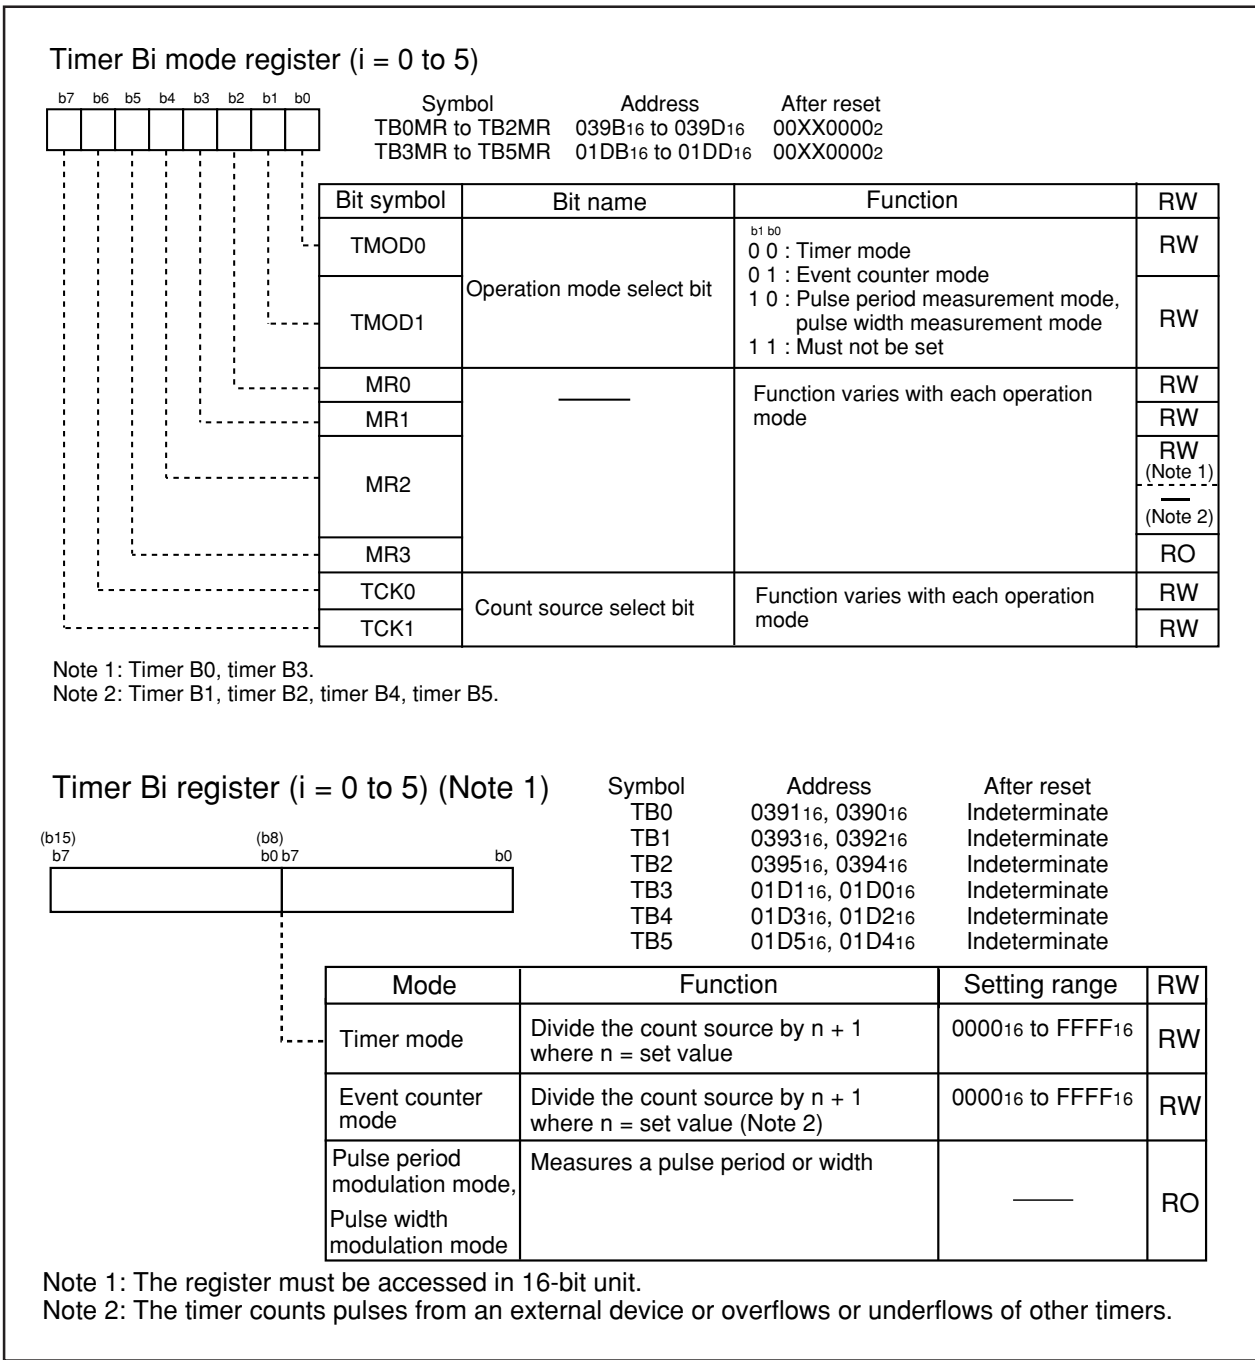 Timer Bi mode register (i = 0 to 5)
b7 b6 b5 b4 b3 b2 b1 b0
Symbol Address After reset
TB0MR to TB2MR 039B16 to 039D16 00XX00002
TB3MR to TB5MR 01DB16 to 01DD16 00XX00002
Bit symbol Bit name Function RW
TMOD0 Operation mode select bit b1 b0
0 0 : Timer mode RW
0 1 : Event counter mode
TMOD1 1 0 : Pulse period measurement mode,
pulse width measurement mode RW
1 1 : Must not be set
MR0 Function varies with each operation
mode RW
MR1 RW
MR2 RW
(Note 1)
(Note 2)
MR3 RO
TCK0 Count source select bit Function varies with each operation
mode RW
TCK1 RW
Note 1: Timer B0, timer B3.
Note 2: Timer B1, timer B2, timer B4, timer B5.
Timer Bi register (i = 0 to 5) (Note 1)
Symbol Address After reset
TB0 039116, 039016 Indeterminate
TB1 039316, 039216 Indeterminate
TB2 039516, 039416 Indeterminate
TB3 01D116, 01D016 Indeterminate
TB4 01D316, 01D216 Indeterminate
TB5 01D516, 01D416 Indeterminate
(b15) (b8)
b7 b0 b7 b0
Mode Function Setting range RW
Timer mode Divide the count source by n + 1
where n = set value 000016 to FFFF16 RW
Event counter
mode Divide the count source by n + 1
where n = set value (Note 2) 000016 to FFFF16 RW
Pulse period
modulation mode,
Pulse width
modulation mode Measures a pulse period or width RO
Note 1: The register must be accessed in 16-bit unit.
Note 2: The timer counts pulses from an external device or overflows or underflows of other timers.